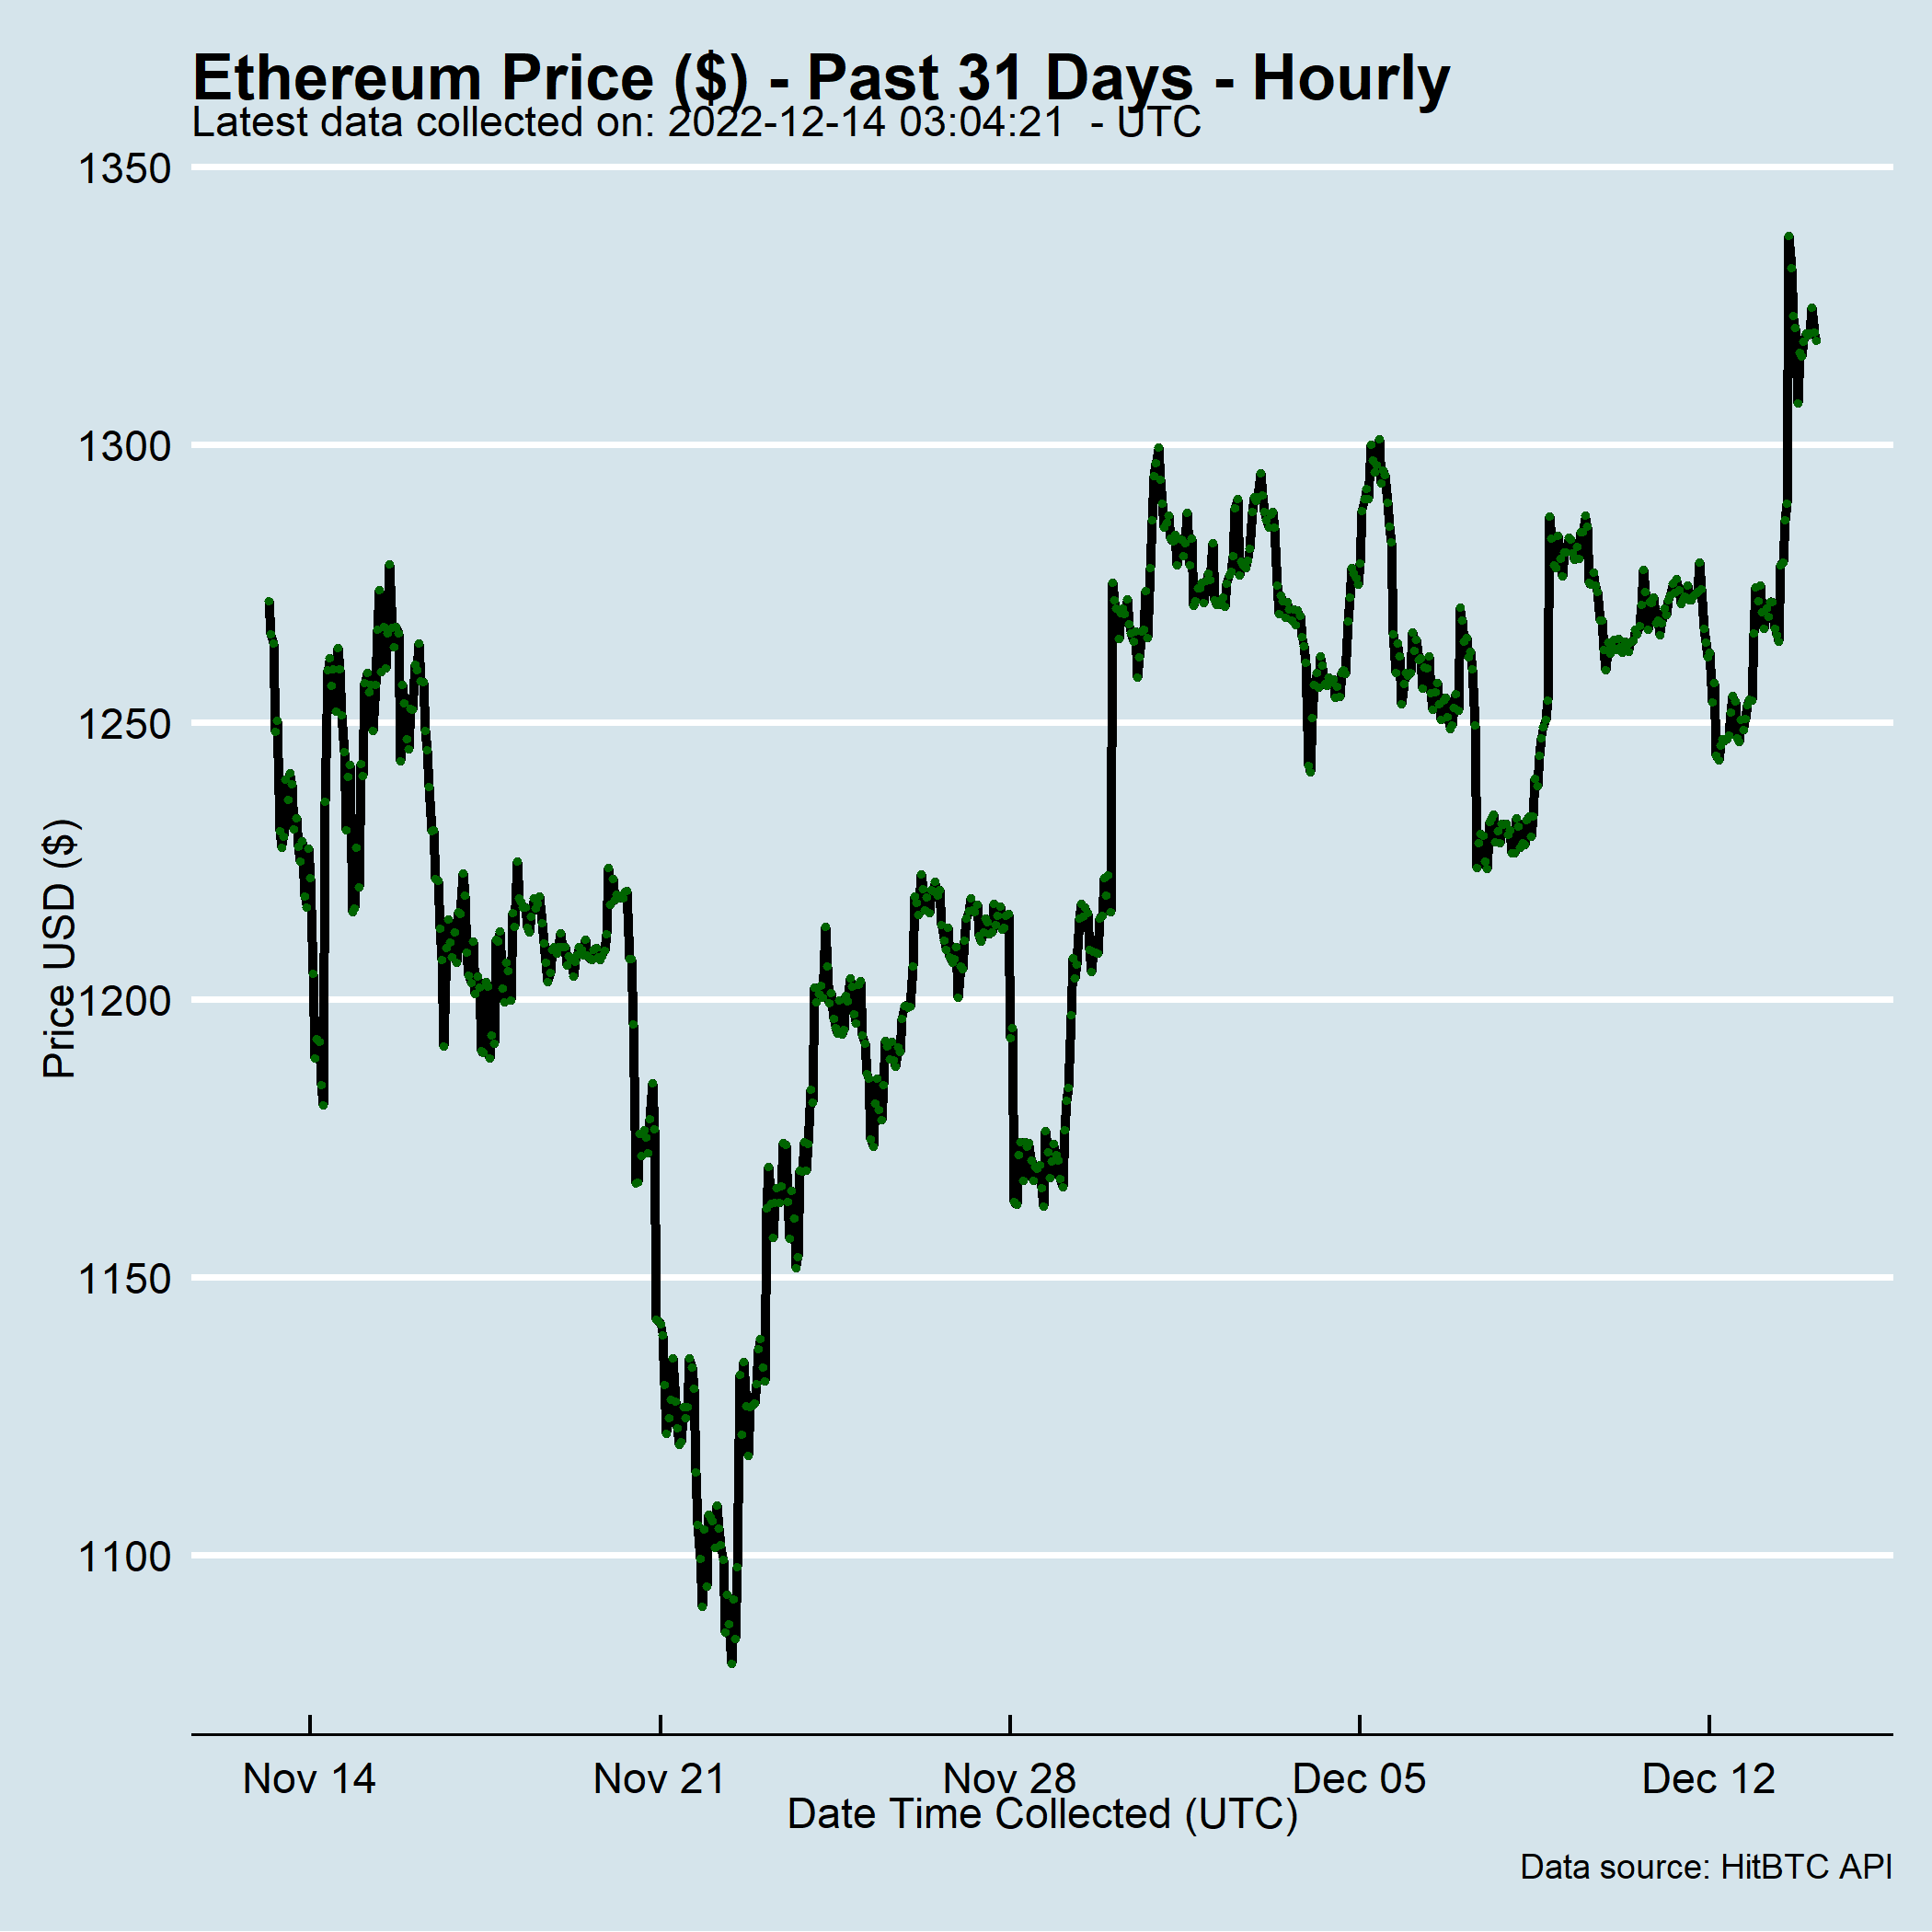 Ethereum Price ($) - Past 31 Days - Hourly
Latest data collected on: 2022-12-14 03:04:21  - UTC
1350
1300
1250
1200
1150
1100
Price USD ($)
Nov 14
Nov 21
Nov 28
Dec 05
Dec 12
Date Time Collected (UTC)
Data source: HitBTC API